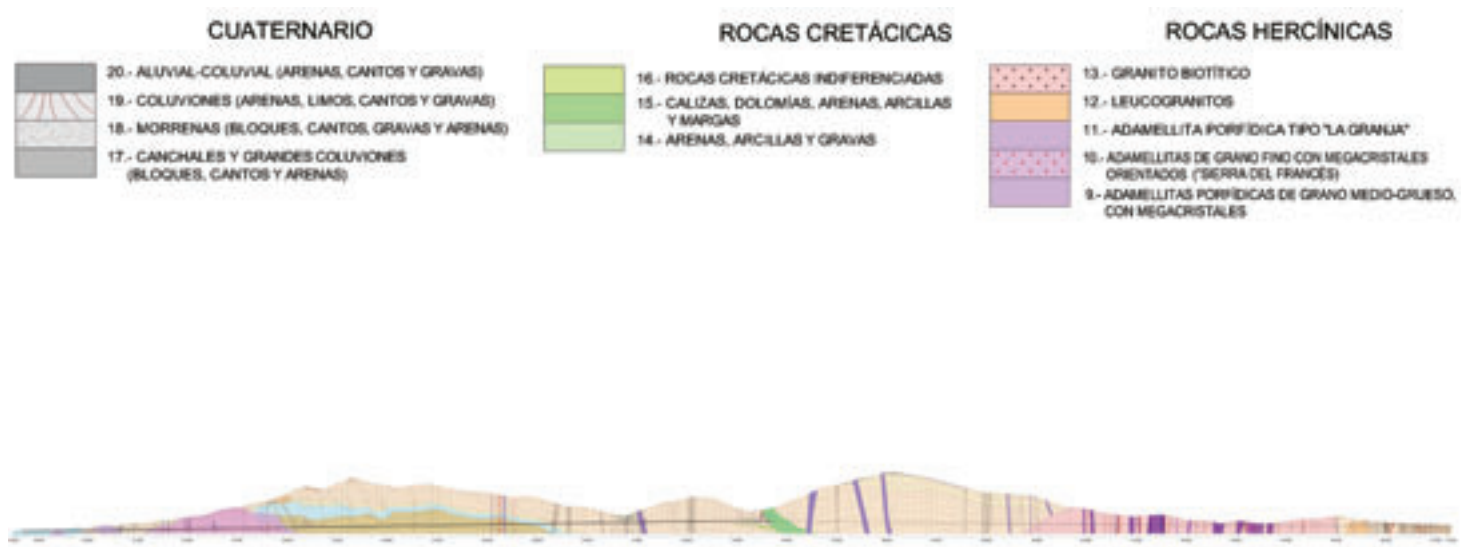 CUATERNARIO
20.- ALUVIAL-COLUVIAL (ARENAS, CANTOS Y GRAVAS)
19.- COLUVIONES (ARENAS, LIMOS, CANTOS Y GRAVAS)
18.- MORRENAS (BLOQUES, CANTOS, GRAVAS Y ARENAS)
17.- CANCHALES Y GRANDES COLUVIONES
(BLOQUES, CANTOS Y ARENAS)
ROCAS CRETÁCICAS
16.- ROCAS CRETÁCICAS INDIFERENCIADAS
15.- CALIZAS, DOLOMÍAS, ARENAS, ARCILLAS
Y MARGAS
14.- ARENAS, ARCILLAS Y GRAVAS
ROCAS HERCÍNICAS
13.- GRANITO BIOTÍTICO
12.- LEUCOGRANITOS
11.- ADAMELLITA PORFÍDICA TIPO "LA GRANJA"
10.- ADAMELLITAS DE GRANO FINO CON MEGACRISTALES
ORIENTADOS ("SIERRA DEL FRANCÉS)
9.- ADAMELLITAS PORFÍDICAS DE GRANO MEDIO-GRUESO,
CON MEGACRISTALES